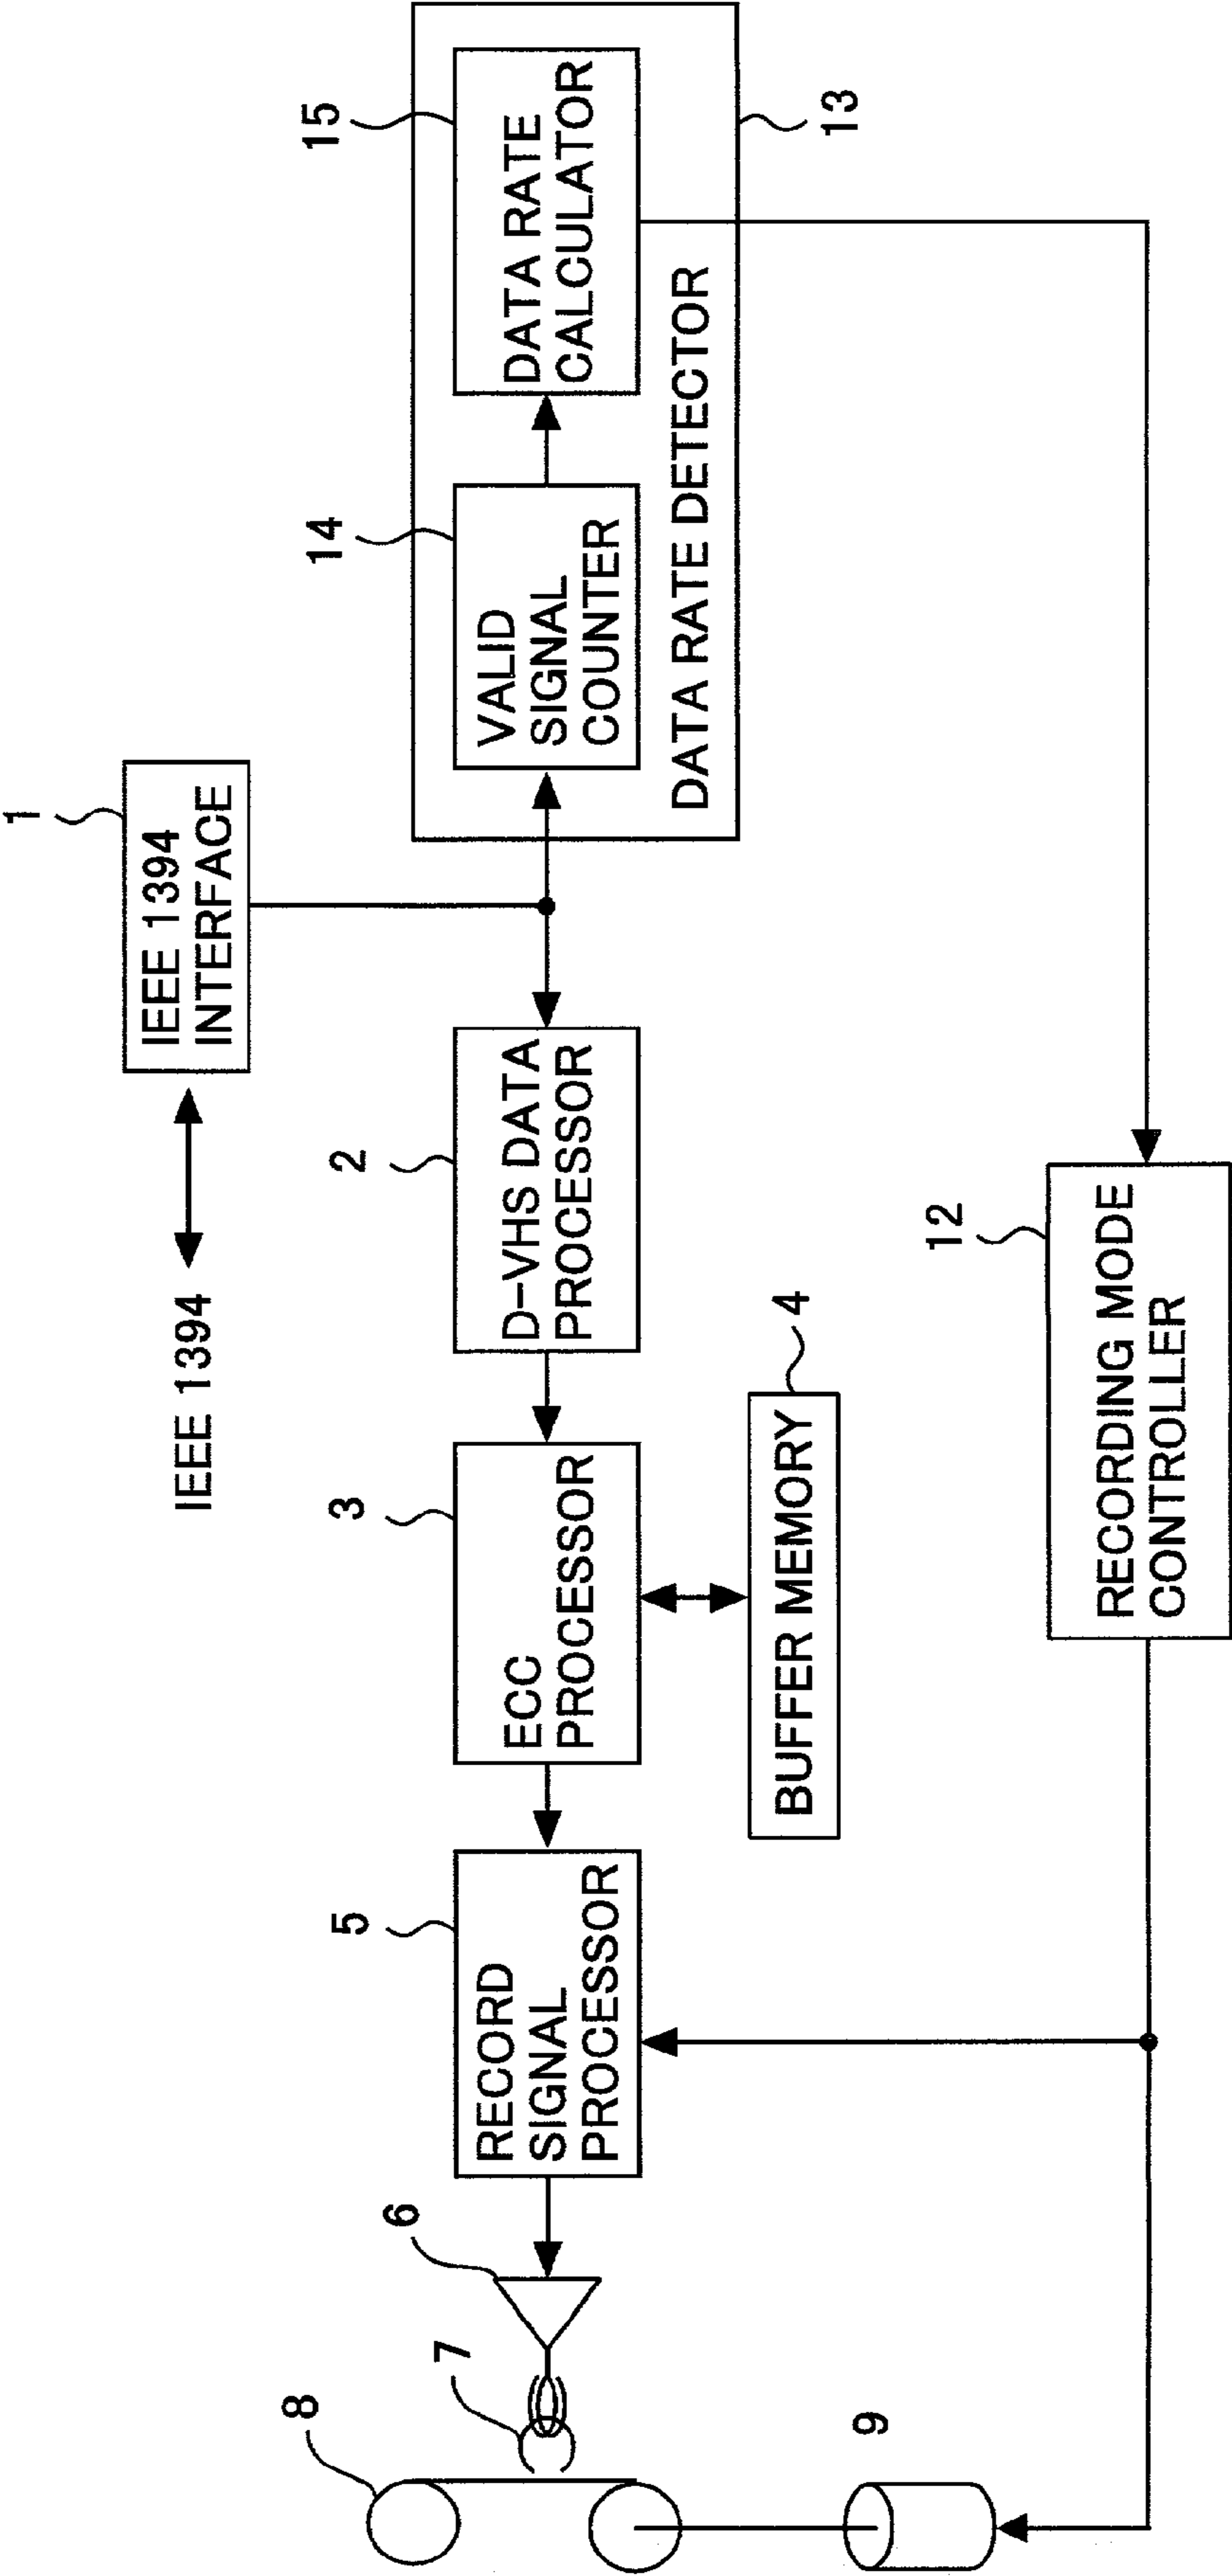 1
IEEE 1394
INTERFACE
IEEE 1394
8
7
6
5
RECORD
SIGNAL
PROCESSOR
3
ECC
PROCESSOR
2
D-VHS DATA
PROCESSOR
14
VALID
SIGNAL
COUNTER
15
DATA RATE
CALCULATOR
DATA RATE DETECTOR
13
4
BUFFER MEMORY
9
12
RECORDING MODE
CONTROLLER